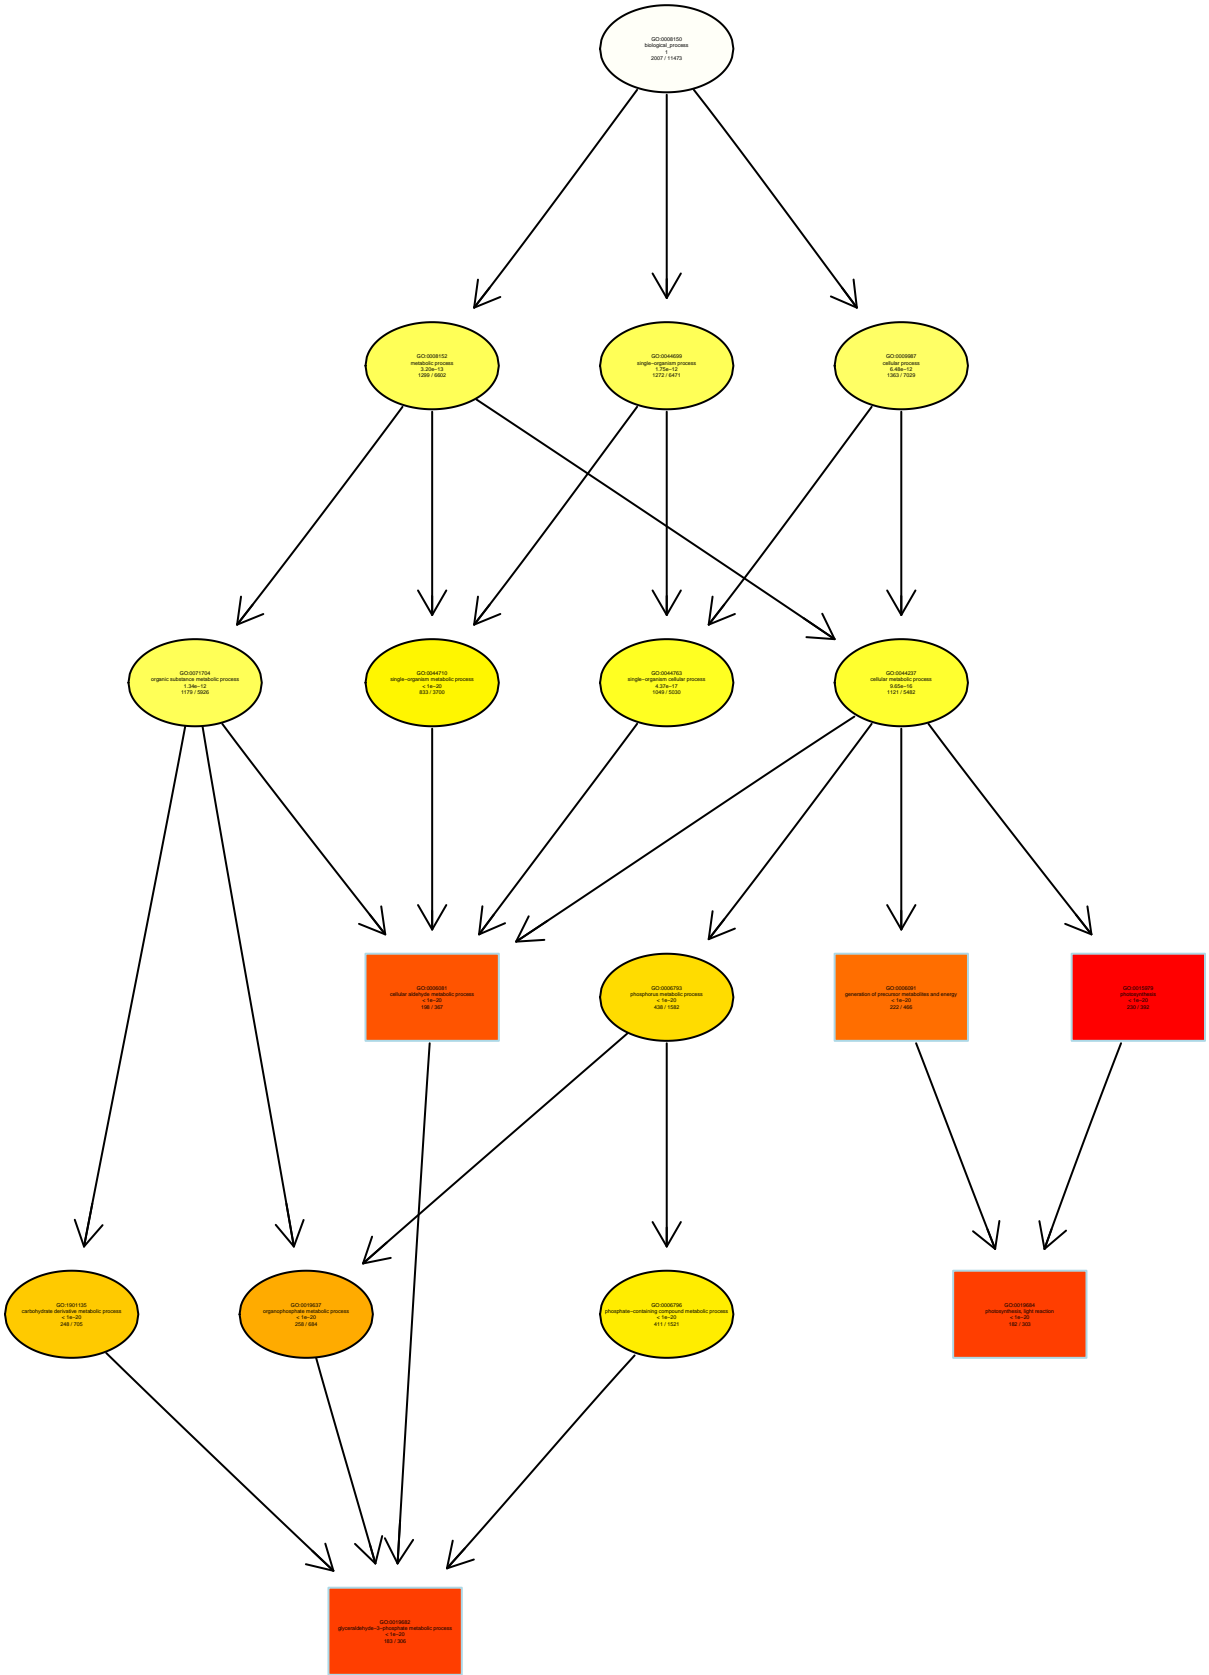 GO:0008150
biological_process
1
2007 / 11473
GO:0008152
metabolic process
3.20e−13
1299 / 6602
GO:0044699
single−organism process
1.75e−12
1272 / 6471
GO:0009987
cellular process
6.48e−12
1363 / 7029
GO:0071704
organic substance metabolic process
1.34e−12
1179 / 5926
GO:0044710
single−organism metabolic process
< 1e−20
833 / 3700
GO:0044763
single−organism cellular process
4.37e−17
1049 / 5030
GO:0044237
cellular metabolic process
9.65e−16
1121 / 5482
cellular aldehyde metabolic process
< 1e−20
198 / 367
GO:0006793
phosphorus metabolic process
< 1e−20
438 / 1582
GO:0006091
generation of precursor metabolites and energy
< 1e−20
222 / 466
photosynthesis
< 1e−20
GO:1901135
carbohydrate derivative metabolic process
< 1e−20
248 / 705
GO:0019637
organophosphate metabolic process
< 1e−20
258 / 684
GO:0006796
phosphate−containing compound metabolic process
< 1e−20
411 / 1521
GO:0019684
photosynthesis, light reaction
< 1e−20
182 / 303
GO:0019682
glyceraldehyde−3−phosphate metabolic process
< 1e−20
183 / 306